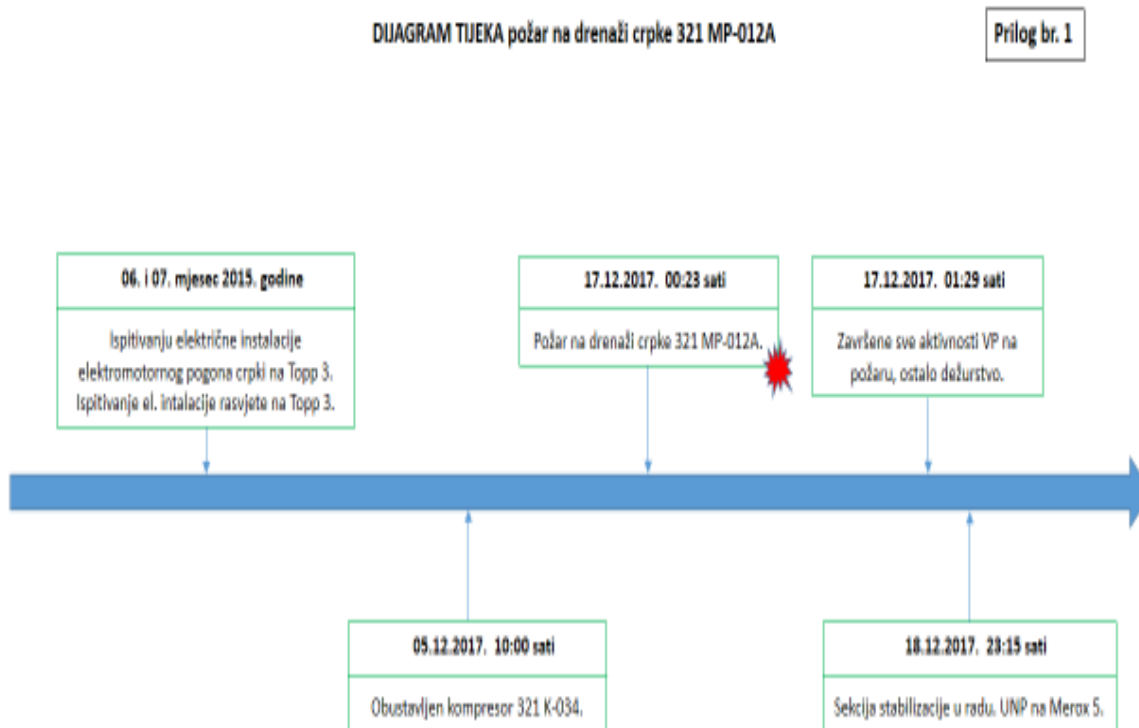 DIJAGRAM TIJEKA požar na drenaži crpke 321 MP-012A
Prilog br. 1
06. i 07. mjesec 2015. godine
Ispitivanju električne instalacije
elektromotornog pogona crpki na Topp 3.
Ispitivanje el. intalacije rasvjete na Topp 3.
17.12.2017. 00:23 sati
Požar na drenaži crpke 321 MP-012A.
17.12.2017. 01:29 sati
Završene sve aktivnosti VP na
požaru, ostalo dežurstvo.
05.12.2017. 10:00 sati
Obustavljen kompresor 321 K-034.
18.12.2017. 23:15 sati
Sekcija stabilizacije u radu. UNP na Merox 5.